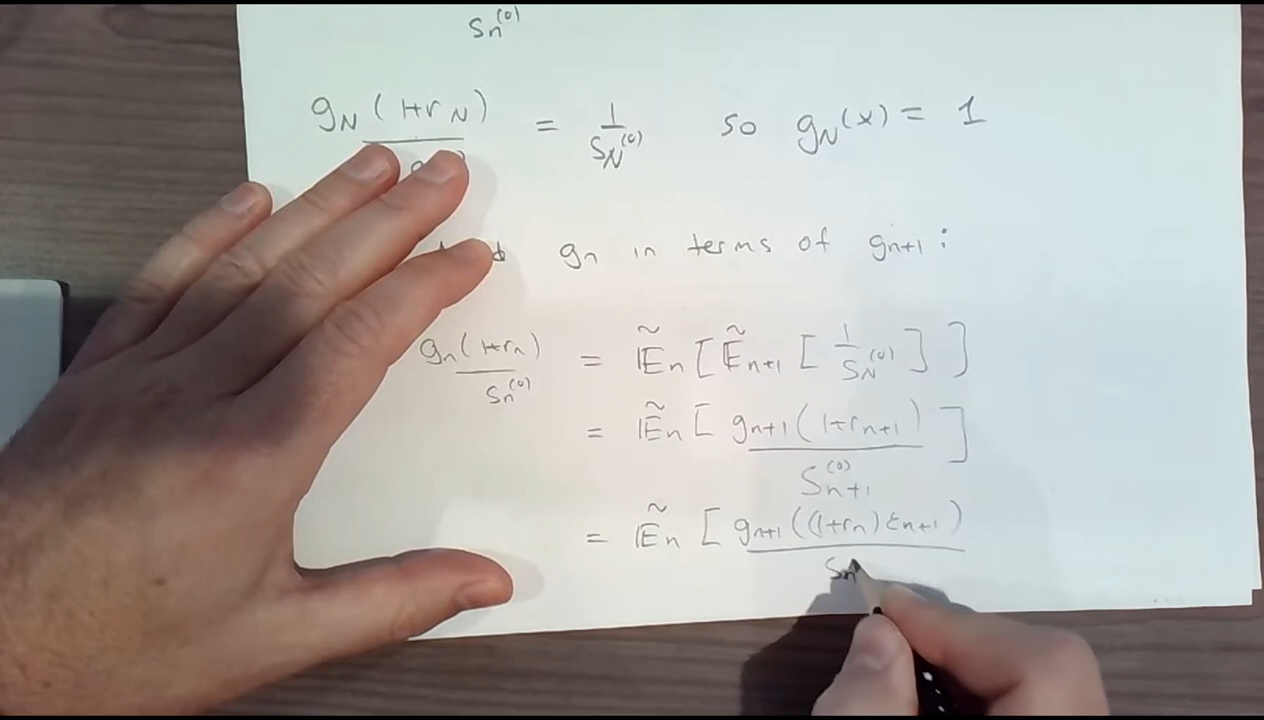 Sn^(0)
gN (1+rN) = 1/SN^(0) so gN(x) = 1
gn in terms of gn+1 :
gn(1+rn)/Sn^(0) = Ẽn [ Ẽn+1 [ 1/SN^(0) ] ]
= Ẽn [ gn+1(1+rn+1)/Sn+1^(0) ]
= Ẽn [ gn+1((1+rn)εn+1)/Sn